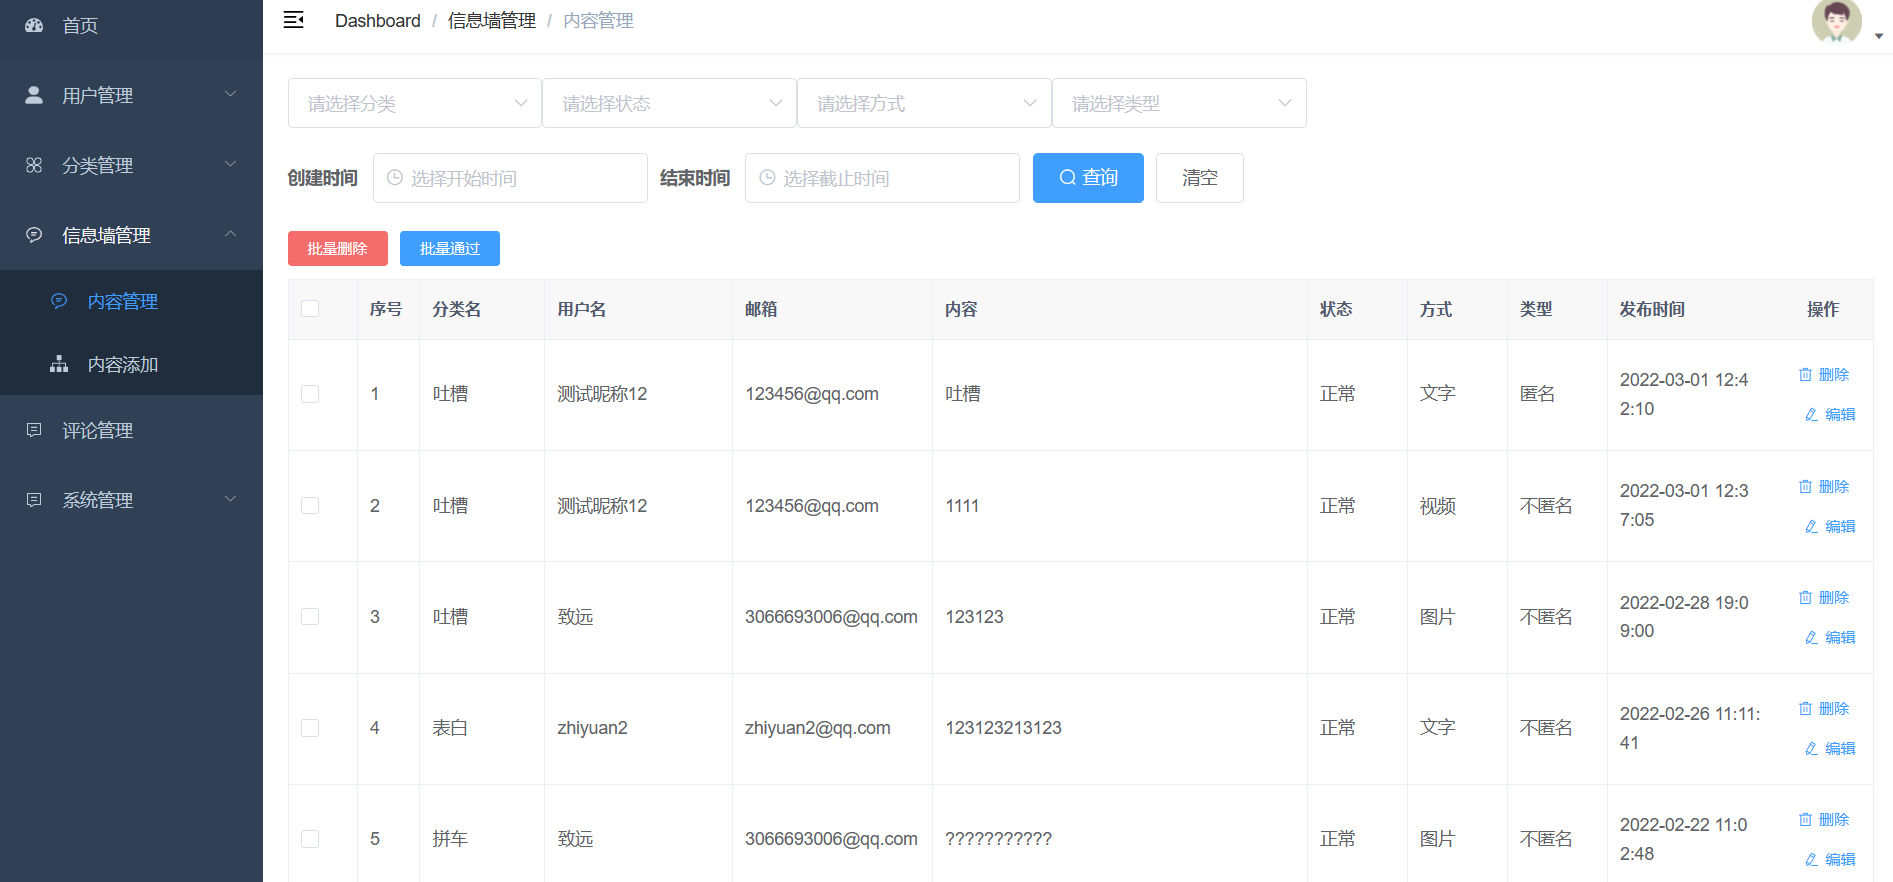 首页
用户管理
分类管理
信息墙管理
内容管理
内容添加
评论管理
系统管理
Dashboard / 信息墙管理 / 内容管理
请选择分类 请选择状态 请选择方式 请选择类型
创建时间 选择开始时间 结束时间 选择截止时间 查询 清空
批量删除 批量通过
序号 分类名 用户名 邮箱 内容 状态 方式 类型 发布时间 操作
1 吐槽 测试昵称12 123456@qq.com 吐槽 正常 文字 匿名 2022-03-01 12:4
2:10
删除
编辑
2 吐槽 测试昵称12 123456@qq.com 1111 正常 视频 不匿名 2022-03-01 12:3
7:05
删除
编辑
3 吐槽 致远 3066693006@qq.com 123123 正常 图片 不匿名 2022-02-28 19:0
9:00
删除
编辑
4 表白 zhiyuan2 zhiyuan2@qq.com 123123213123 正常 文字 不匿名 2022-02-26 11:11:
41
删除
编辑
5 拼车 致远 3066693006@qq.com ??????????? 正常 图片 不匿名 2022-02-22 11:0
2:48
删除
编辑